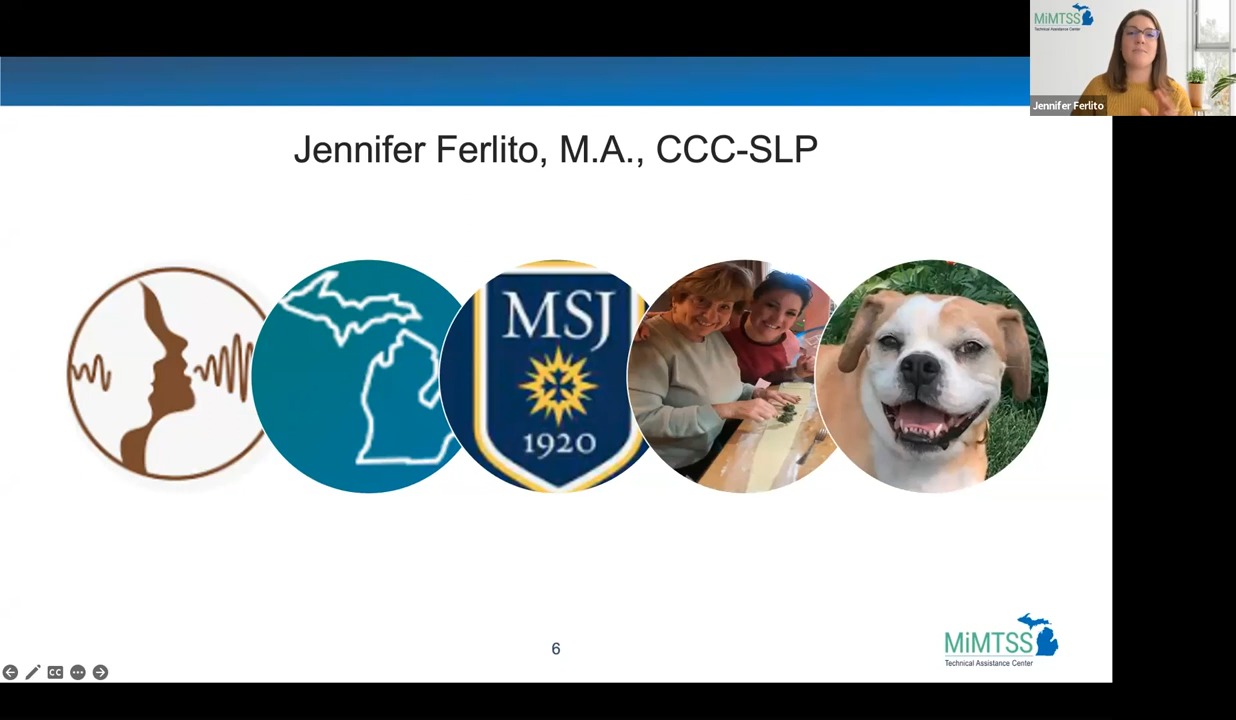 MiMTSS
Technical Assistance Center
Jennifer Ferlito
Jennifer Ferlito, M.A., CCC-SLP
MSJ
1920
6
MiMTSS
Technical Assistance Center
CC